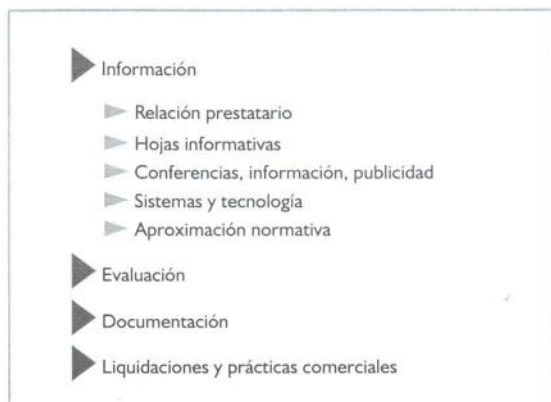 Información
Relación prestatario
Hojas informativas
Conferencias, información, publicidad
Sistemas y tecnología
Aproximación normativa
Evaluación
Documentación
Liquidaciones y prácticas comerciales